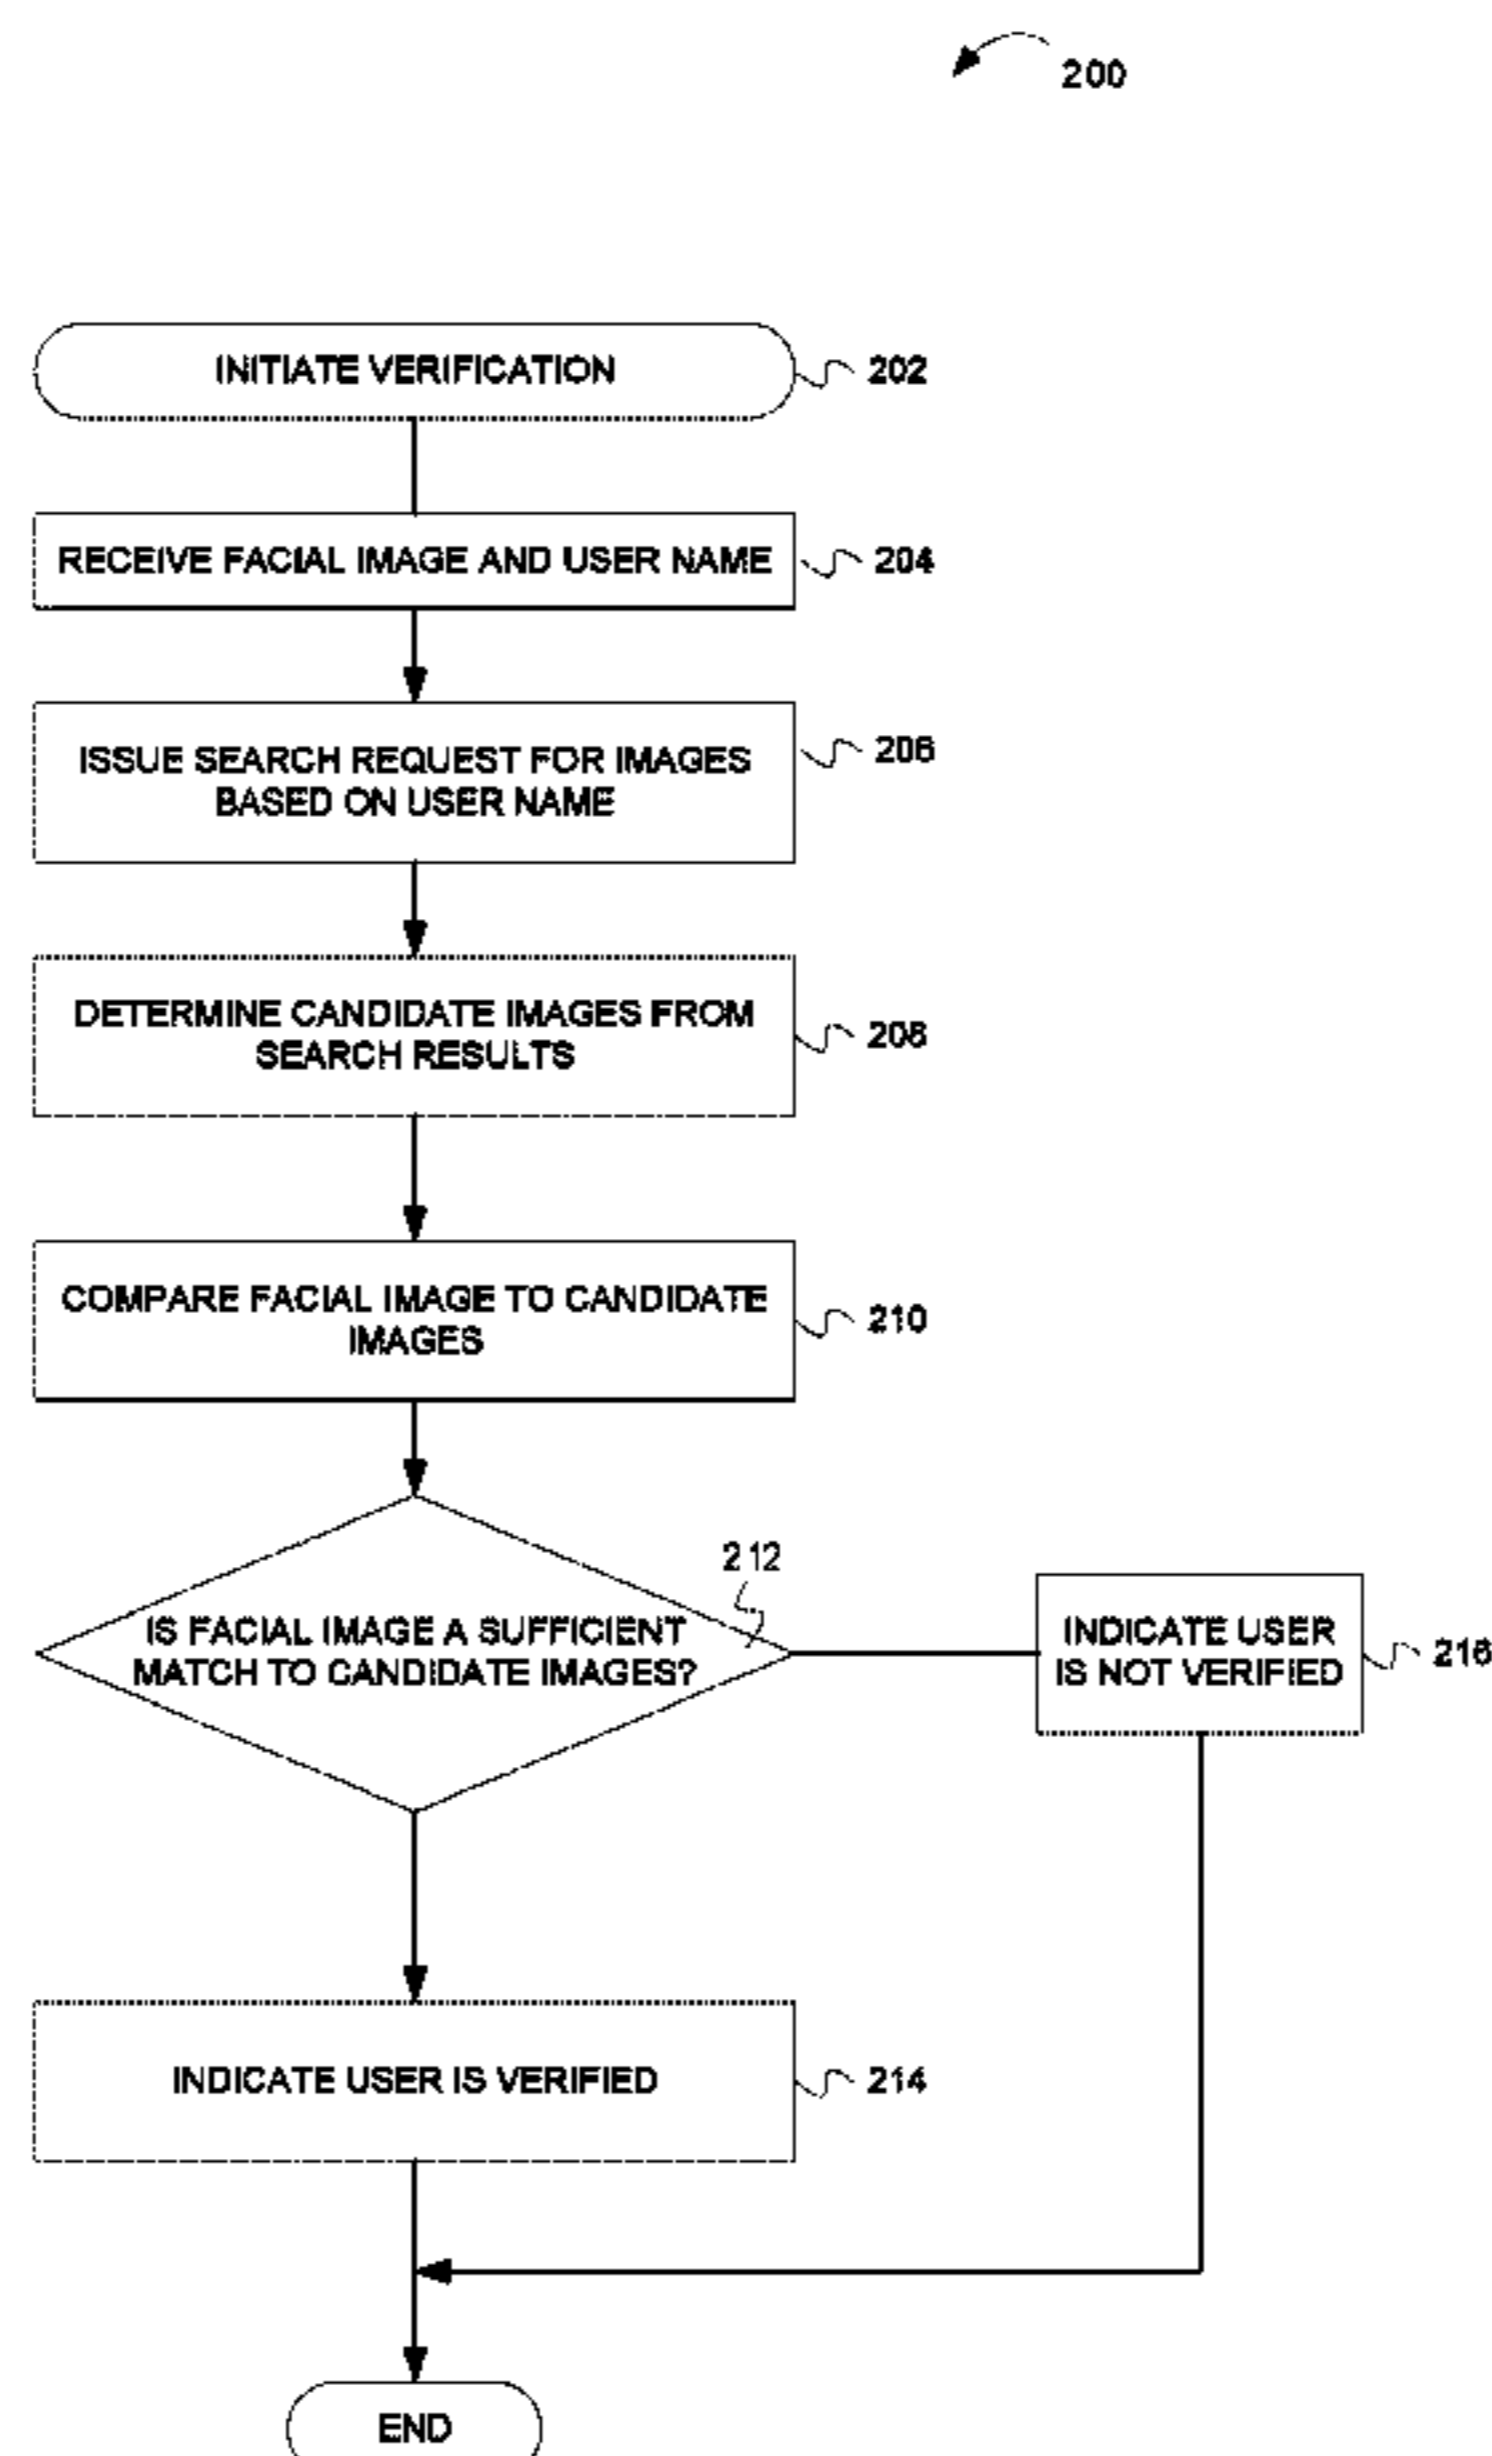 200
INITIATE VERIFICATION
202
RECEIVE FACIAL IMAGE AND USER NAME
204
ISSUE SEARCH REQUEST FOR IMAGES
BASED ON USER NAME
206
DETERMINE CANDIDATE IMAGES FROM
SEARCH RESULTS
208
COMPARE FACIAL IMAGE TO CANDIDATE
IMAGES
210
212
IS FACIAL IMAGE A SUFFICIENT
MATCH TO CANDIDATE IMAGES?
INDICATE USER
IS NOT VERIFIED
216
INDICATE USER IS VERIFIED
214
END